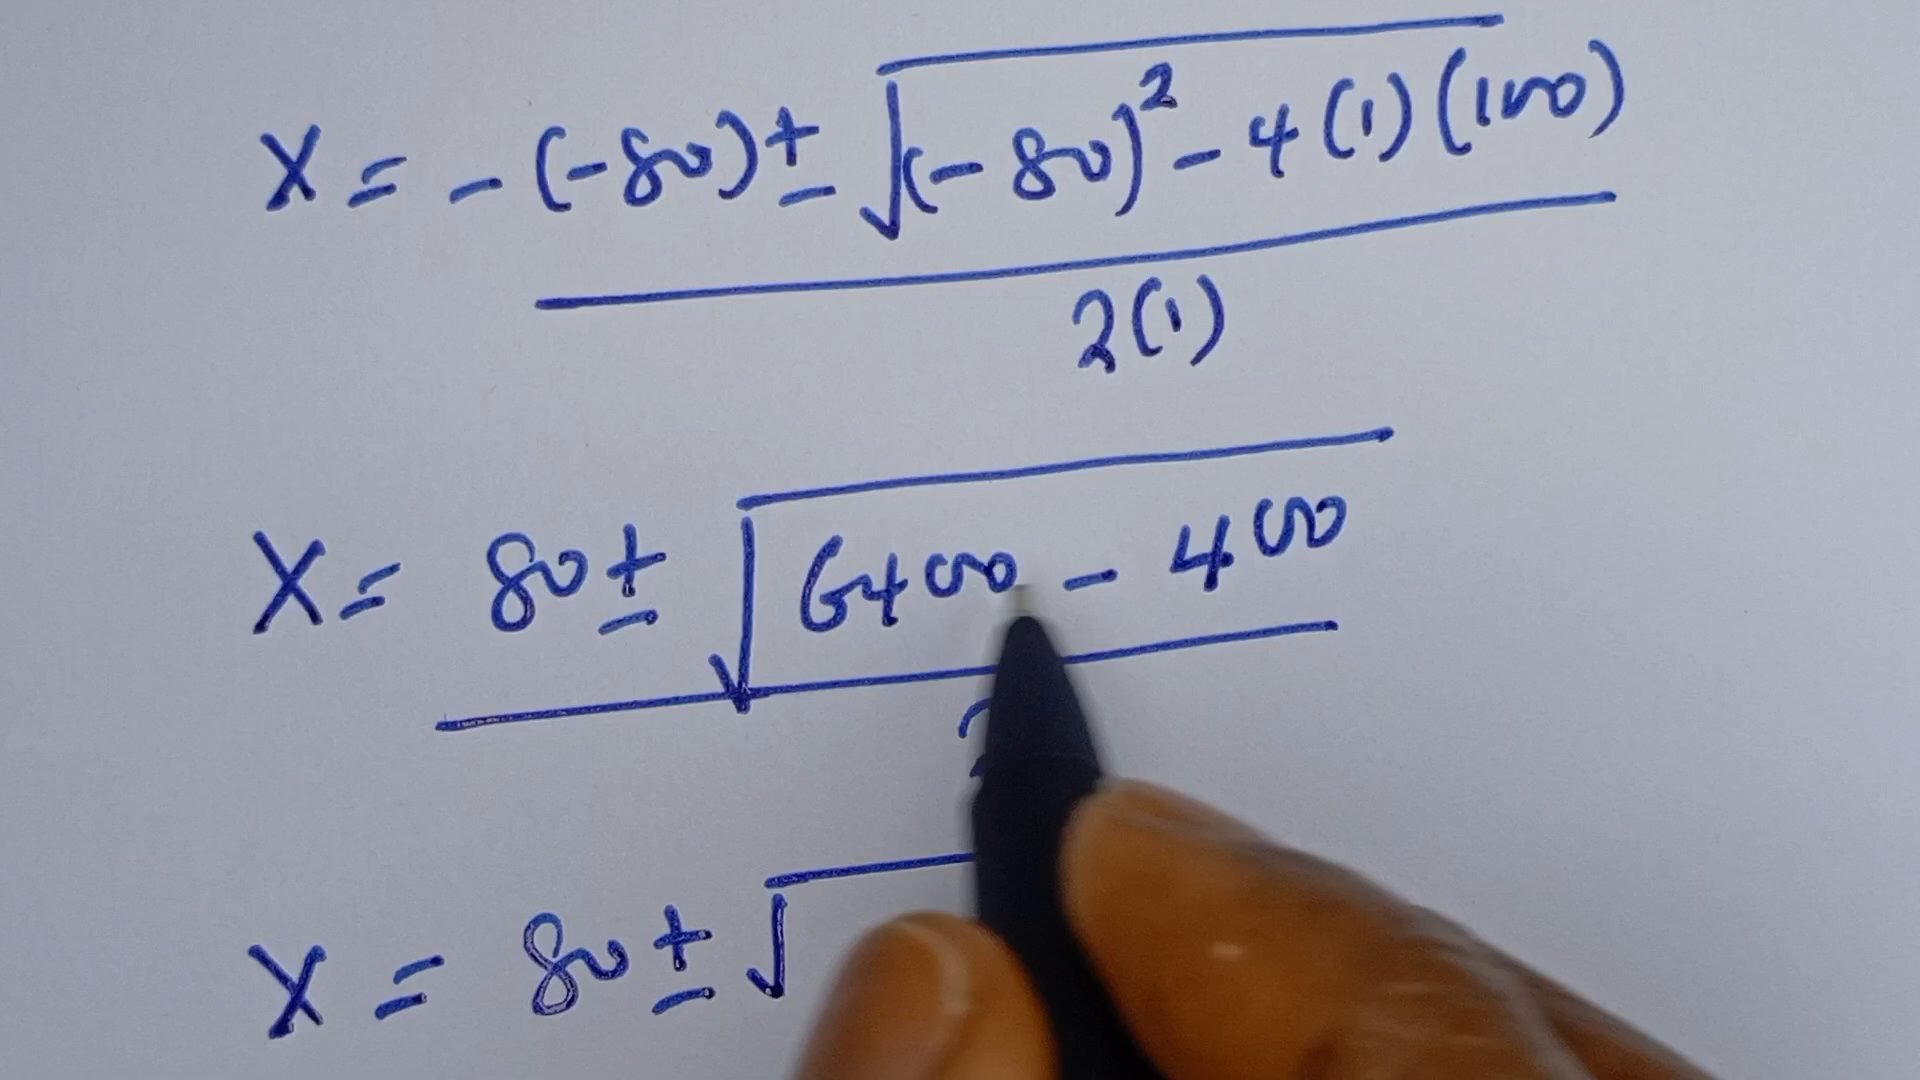 X = -(-80) ± √(-80)² - 4(1)(100)
2(1)
X = 80 ± √6400 - 400
X = 80 ± √